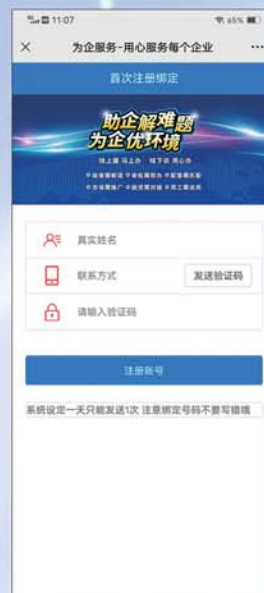 11:07
65%
为企服务-用心服务每个企业
首次注册绑定
助企解难题
为企优环境
线上提 马上办 线下访 用心办
真实姓名
联系方式
发送验证码
请输入验证码
注册账号
系统设定一天只能发送1次 注意绑定号码不要写错哦